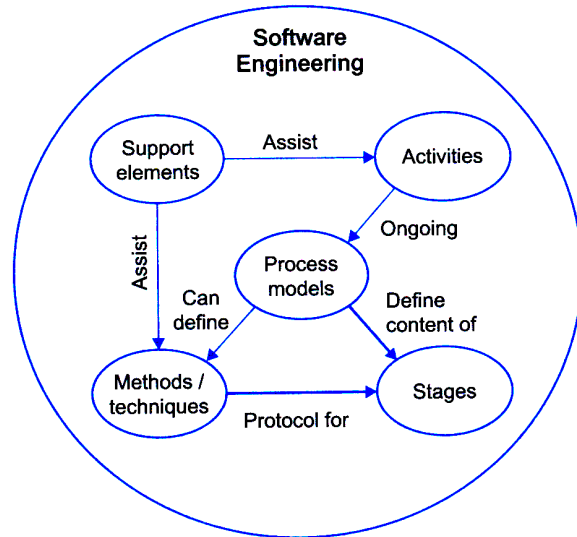 Software
Engineering
Support
elements
Assist
Activities
Assist
Ongoing
Process
models
Can
define
Define
content of
Methods /
techniques
Protocol for
Stages